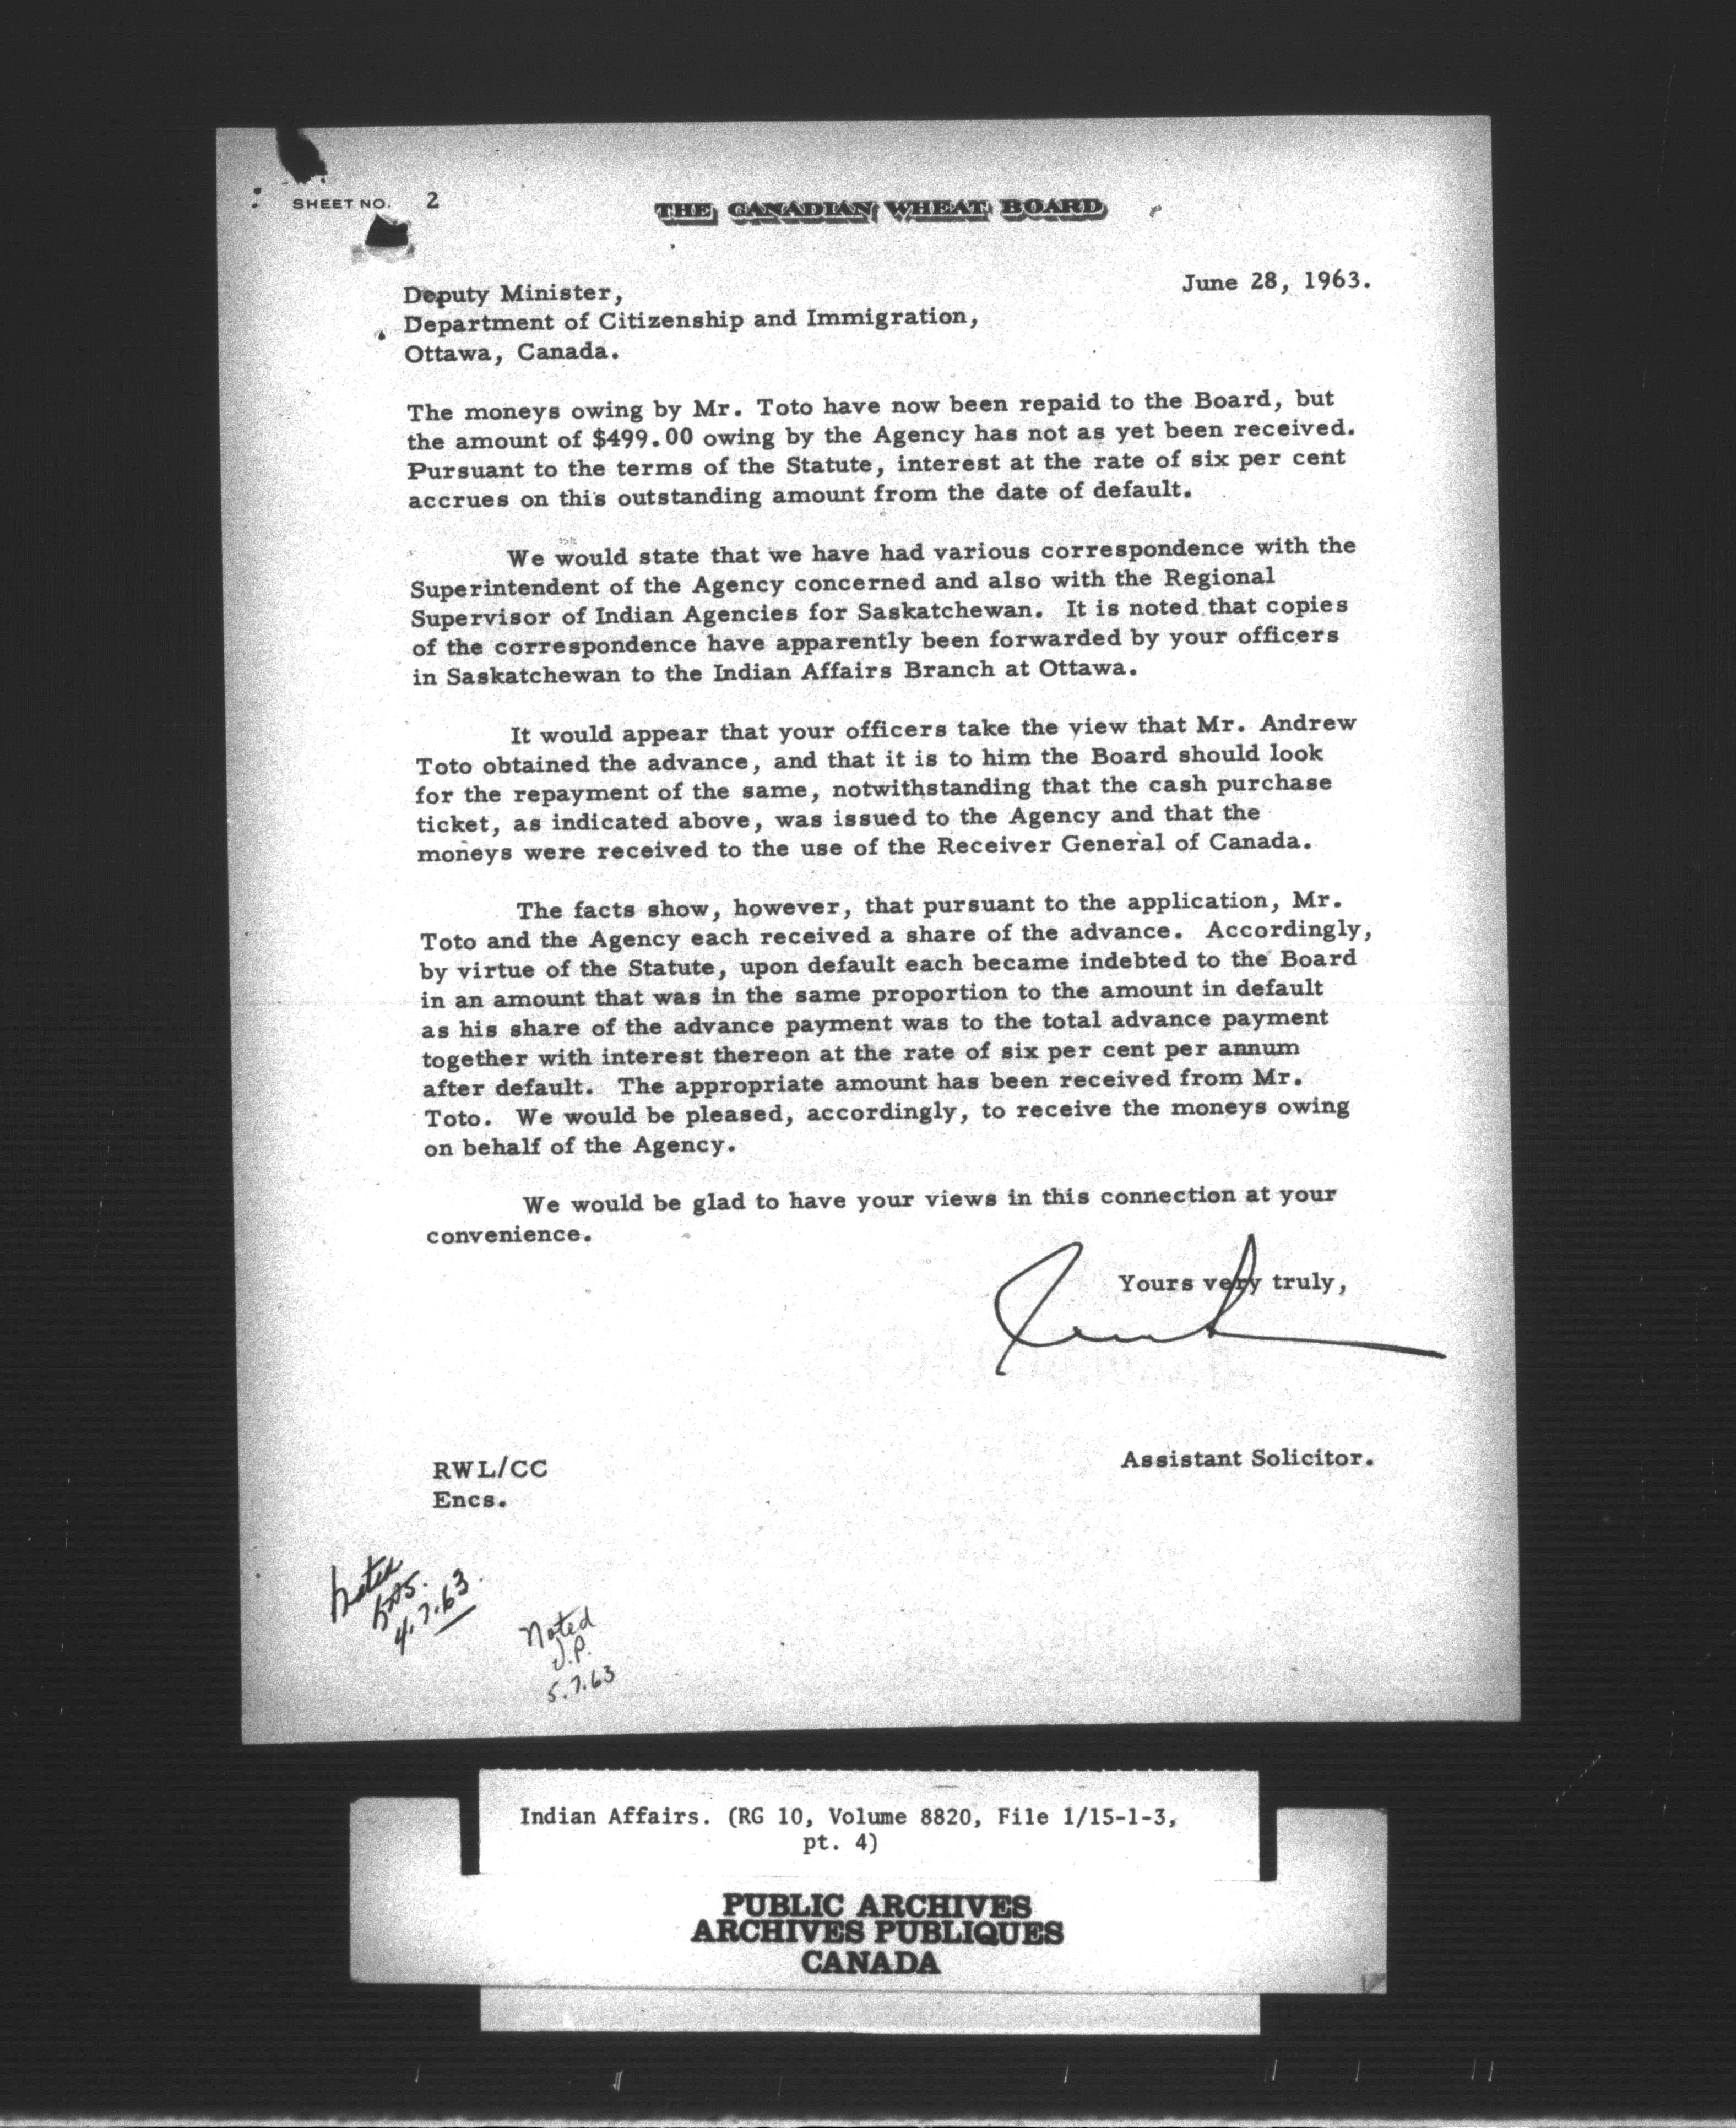 SHEET NO. 2
THE CANADIAN WHEAT BOARD
June 28, 1963.
Deputy Minister,
Department of Citizenship and Immigration,
Ottawa, Canada.
The moneys owing by Mr. Toto have now been repaid to the Board, but
the amount of $499.00 owing by the Agency has not as yet been received.
Pursuant to the terms of the Statute, interest at the rate of six per cent
accrues on this outstanding amount from the date of default.
We would state that we have had various correspondence with the
Superintendent of the Agency concerned and also with the Regional
Supervisor of Indian Agencies for Saskatchewan. It is noted that copies
of the correspondence have apparently been forwarded by your officers
in Saskatchewan to the Indian Affairs Branch at Ottawa.
It would appear that your officers take the view that Mr. Andrew
Toto obtained the advance, and that it is to him the Board should look
for the repayment of the same, notwithstanding that the cash purchase
ticket, as indicated above, was issued to the Agency and that the
moneys were received to the use of the Receiver General of Canada.
The facts show, however, that pursuant to the application, Mr.
Toto and the Agency each received a share of the advance. Accordingly,
by virtue of the Statute, upon default each became indebted to the Board
in an amount that was in the same proportion to the amount in default
as his share of the advance payment was to the total advance payment
together with interest thereon at the rate of six per cent per annum
after default. The appropriate amount has been received from Mr.
Toto. We would be pleased, accordingly, to receive the moneys owing
on behalf of the Agency.
We would be glad to have your views in this connection at your
convenience.
Yours very truly,
Assistant Solicitor.
RWL/CC
Encs.
Noted
4.7.63
Noted
J.P.
5.7.63
Indian Affairs. (RG 10, Volume 8820, File 1/15-1-3,
pt. 4)
PUBLIC ARCHIVES
ARCHIVES PUBLIQUES
CANADA